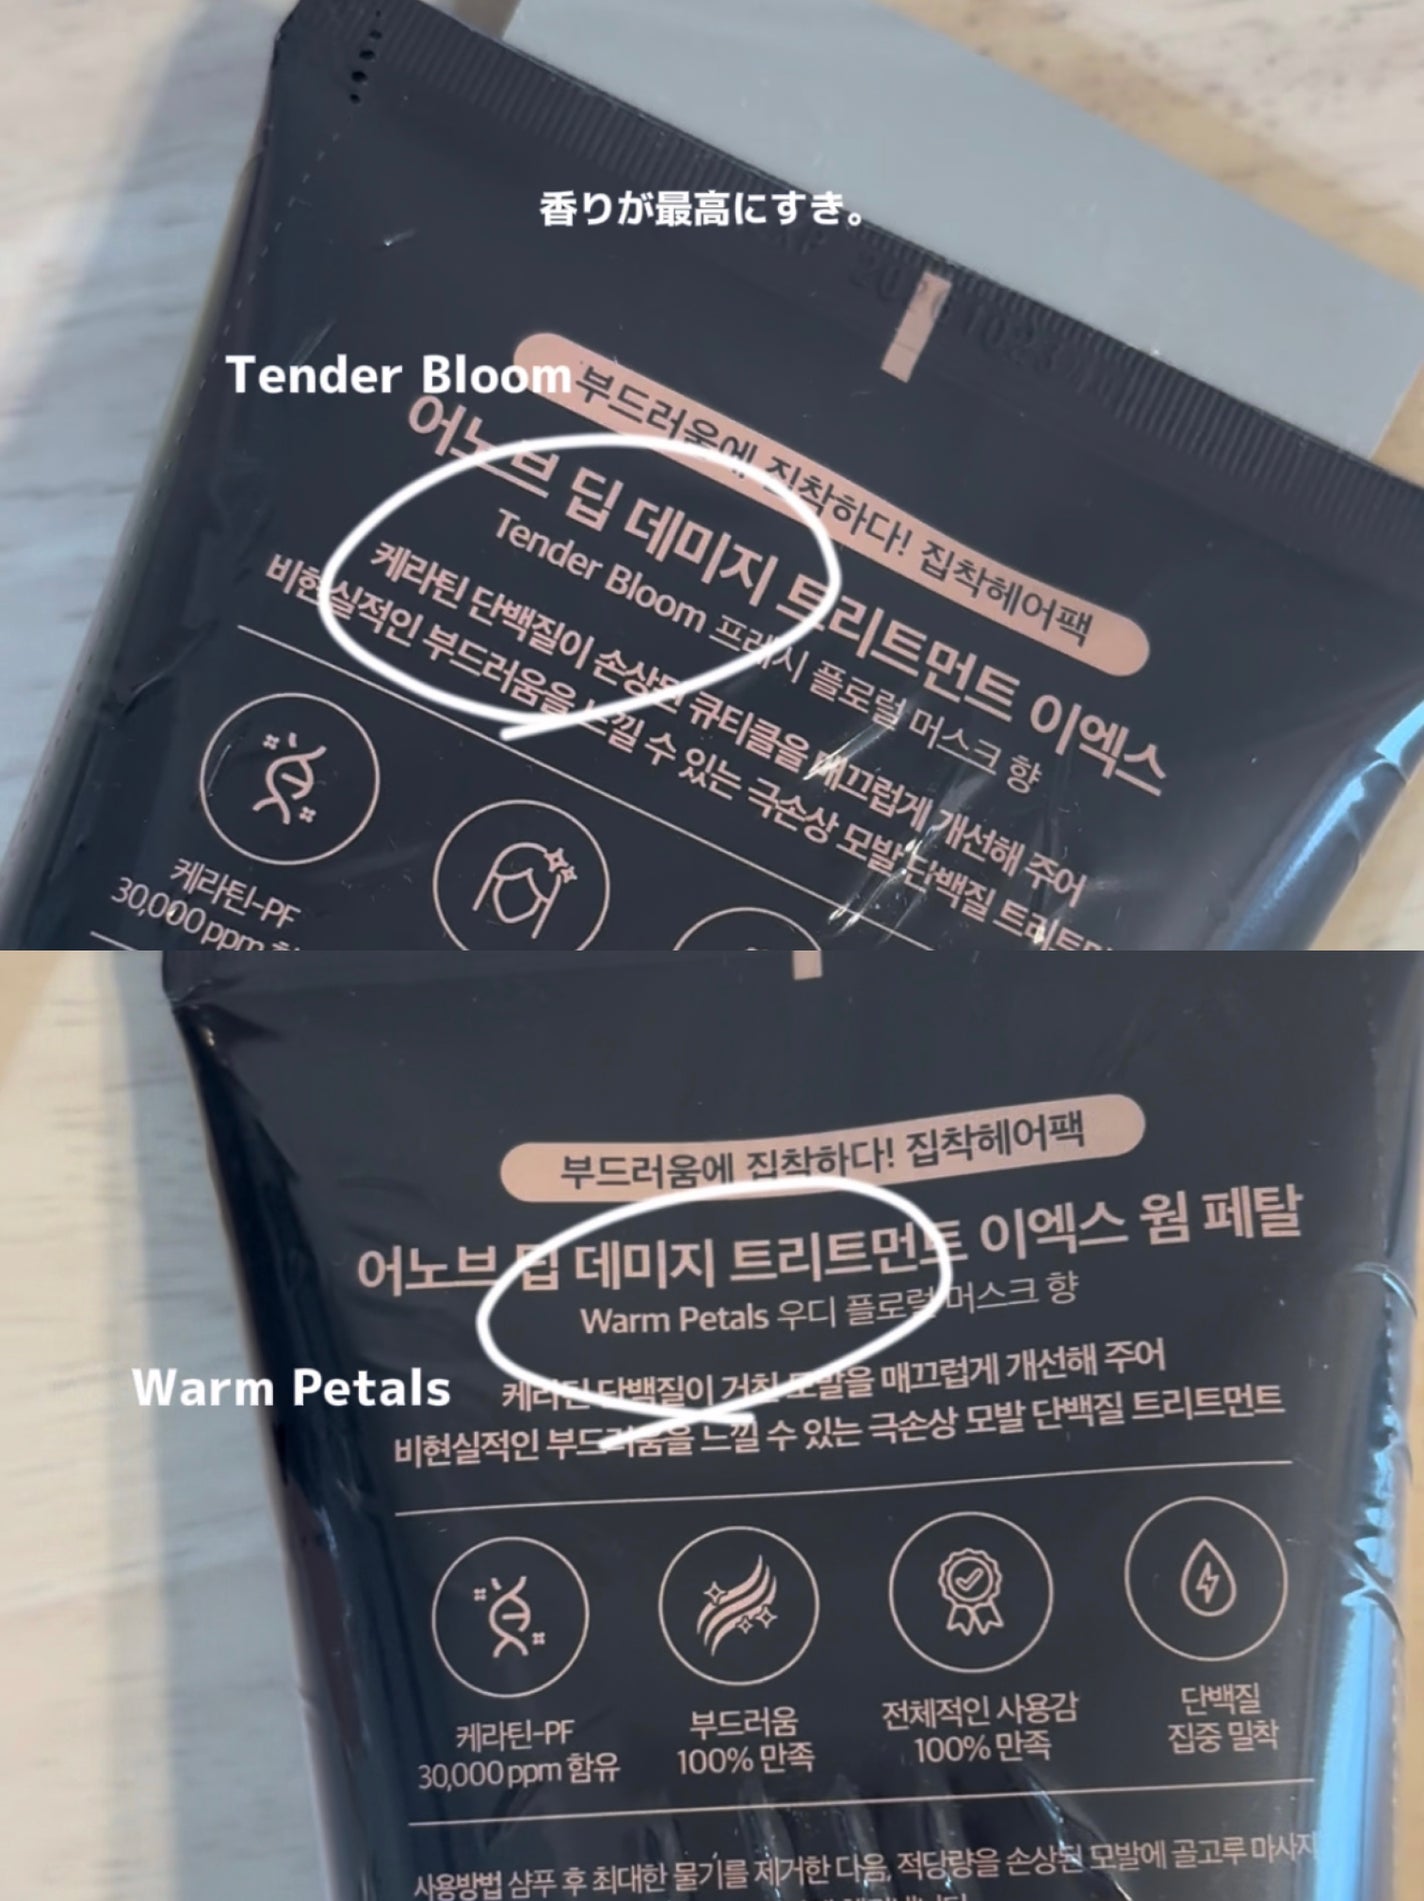 香りが最高にすき。
Tender Bloom
부드러움에 집착하다! 집착헤어팩
어노브 딥 데미지 트리트먼트 이엑스
Tender Bloom 프레시 플로럴 머스크 향
케라틴 단백질이 손상된 큐티클을 매끄럽게 개선해 주어
비현실적인 부드러움을 느낄 수 있는 극손상 모발 단백질
케라틴-PF
30,000 ppm
부드러움에 집착하다! 집착헤어팩
어노브 딥 데미지 트리트먼트 이엑스 웜 페탈
Warm Petals 우디 플로럴 머스크 향
Warm Petals
케라틴 단백질이 거친 모발을 매끄럽게 개선해 주어
비현실적인 부드러움을 느낄 수 있는 극손상 모발 단백질 트리트먼트
케라틴-PF
30,000 ppm 함유
부드러움
100% 만족
전체적인 사용감
100% 만족
단백질
집중 밀착
사용방법 샴푸 후 최대한 물기를 제거한 다음, 적당량을 손상된 모발에 골고루 마사지